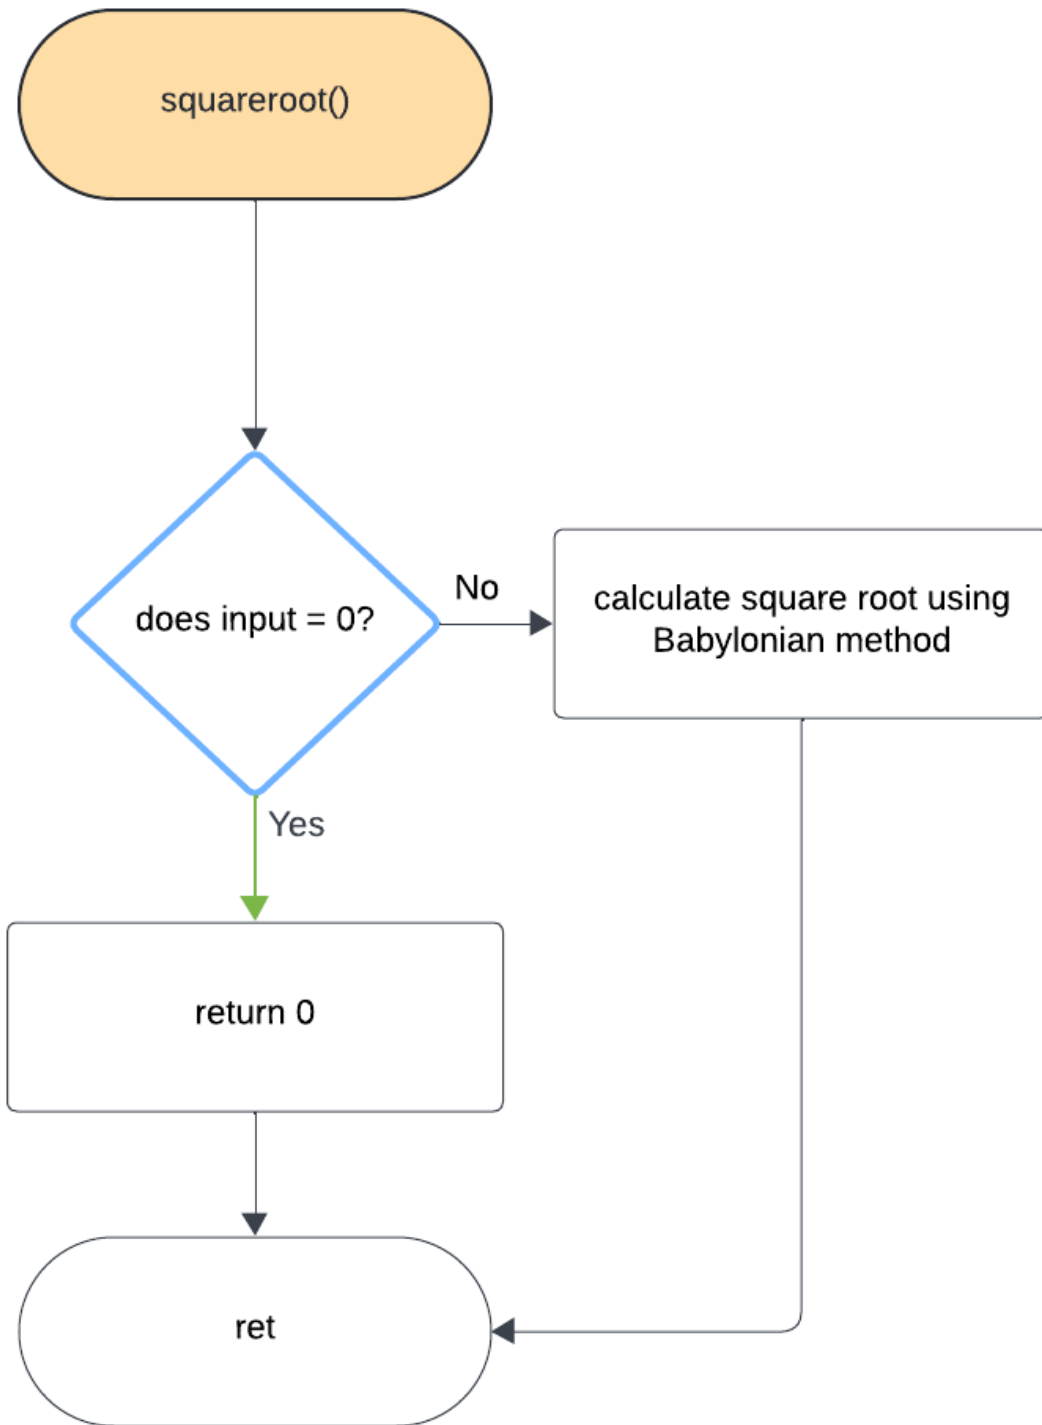 squareroot()
does input = 0?
No
calculate square root using
Babylonian method
Yes
return 0
ret